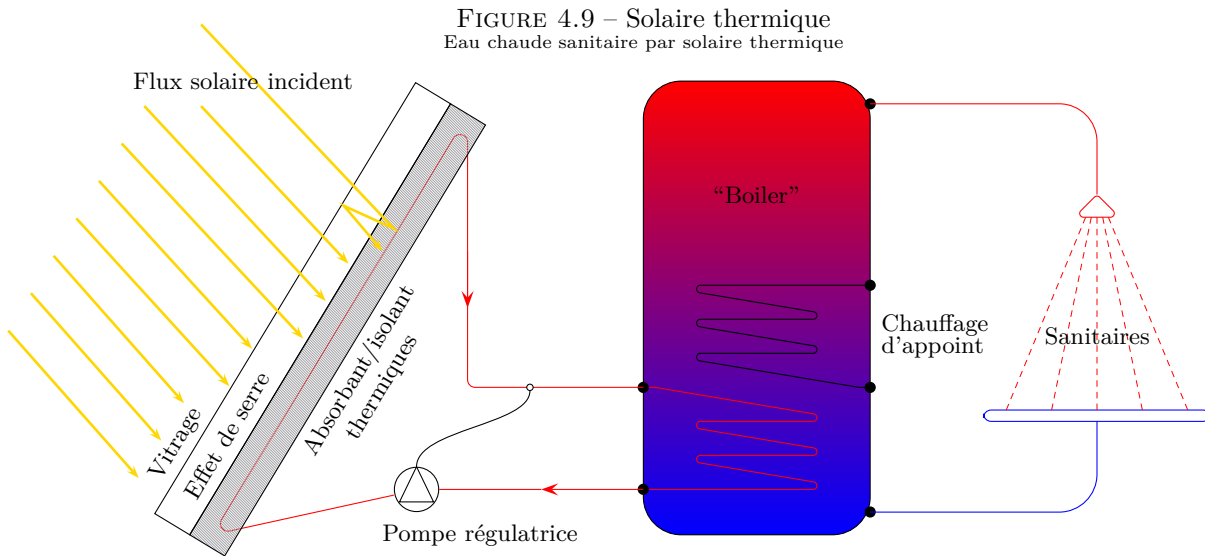 FIGURE 4.9 – Solaire thermique
Eau chaude sanitaire par solaire thermique
Flux solaire incident
“Boiler”
Chauffage
d’appoint
Sanitaires
Vitrage
Effet de serre
Absorbant/isolant
thermiques
Pompe régulatrice